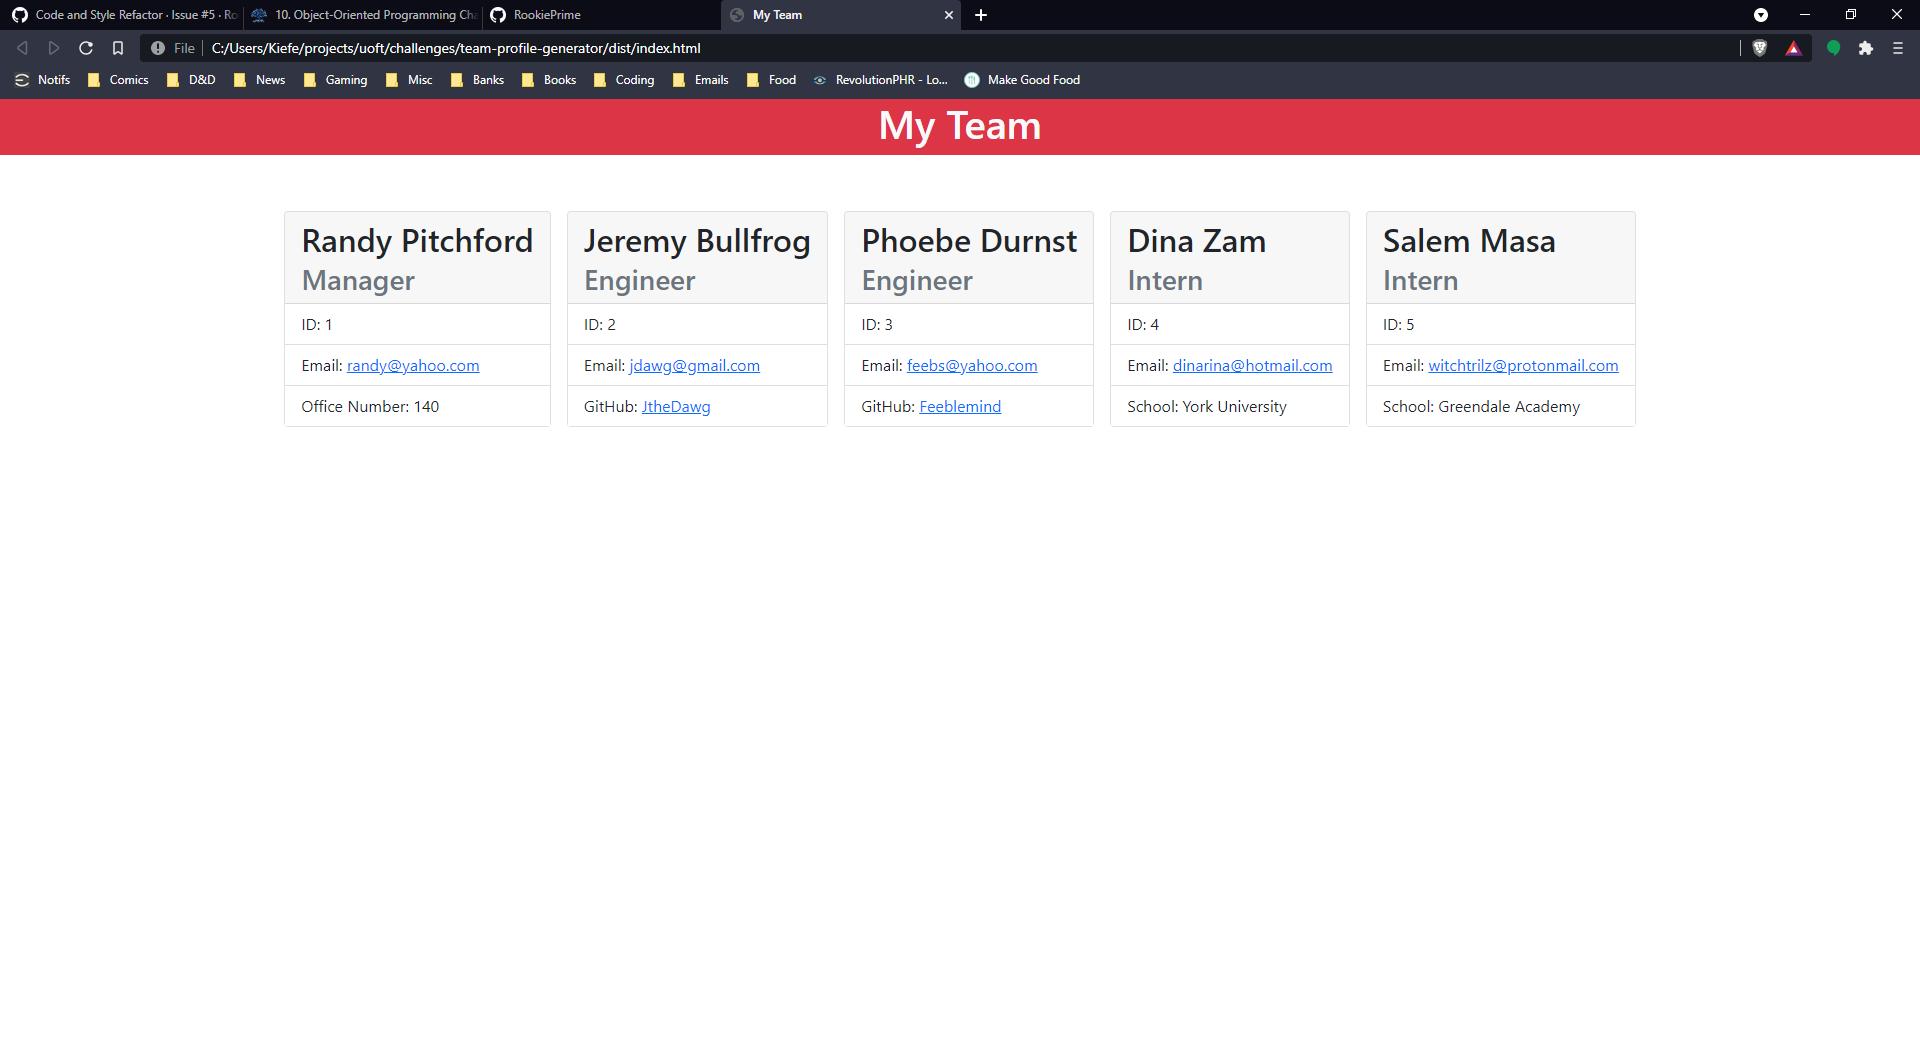 Code and Style Refactor · Issue #5 · Ro
10. Object-Oriented Programming Cha
RookiePrime
My Team
File
C:/Users/Kiefe/projects/uoft/challenges/team-profile-generator/dist/index.html
Notifs
Comics
D&D
News
Gaming
Misc
Banks
Books
Coding
Emails
Food
RevolutionPHR - Lo...
Make Good Food
My Team
Randy Pitchford
Manager
ID: 1
Email: randy@yahoo.com
Office Number: 140
Jeremy Bullfrog
Engineer
ID: 2
Email: jdawg@gmail.com
GitHub: JtheDawg
Phoebe Durnst
Engineer
ID: 3
Email: feebs@yahoo.com
GitHub: Feeblemind
Dina Zam
Intern
ID: 4
Email: dinarina@hotmail.com
School: York University
Salem Masa
Intern
ID: 5
Email: witchtrilz@protonmail.com
School: Greendale Academy